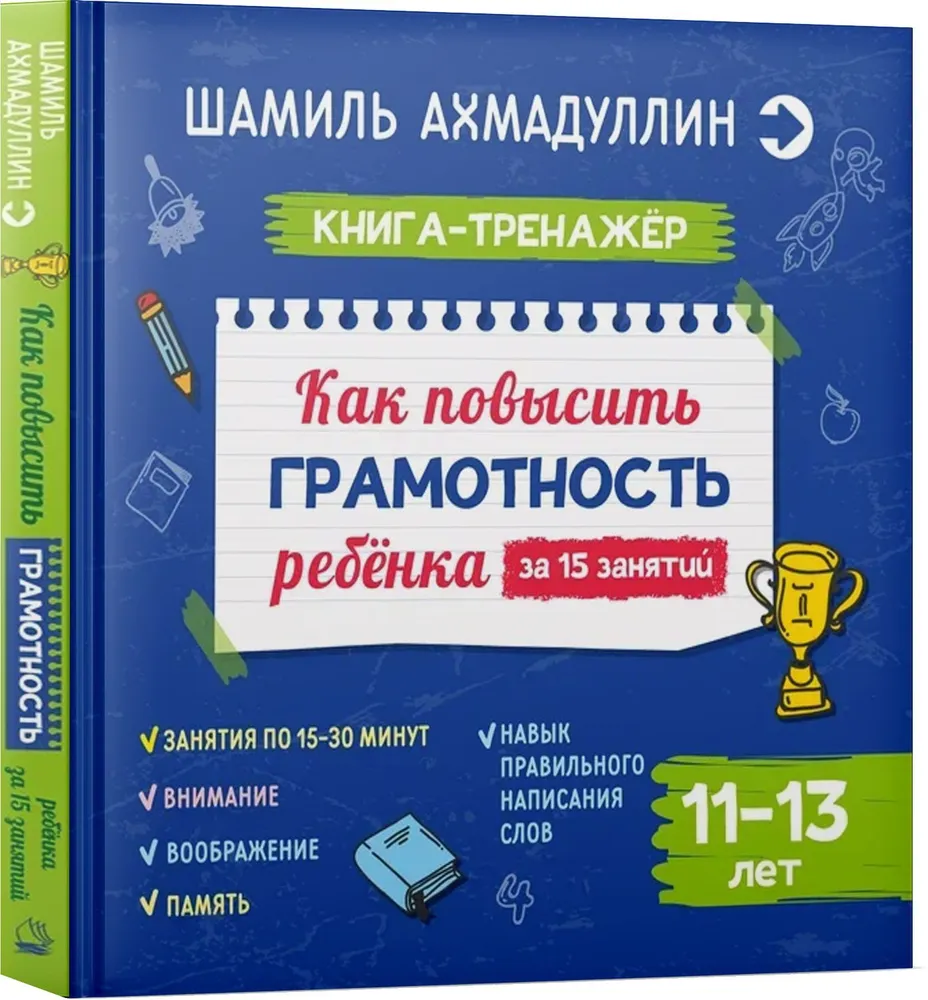 ШАМИЛЬ АХМАДУЛЛИН
КНИГА-ТРЕНАЖЁР
Как повысить
ГРАМОТНОСТЬ
ребёнка за 15 занятий
ЗАНЯТИЯ ПО 15-30 МИНУТ
ВНИМАНИЕ
ВООБРАЖЕНИЕ
ПАМЯТЬ
НАВЫК
ПРАВИЛЬНОГО
НАПИСАНИЯ
СЛОВ
4
11-13
лет
ШАМИЛЬ
АХМАДУЛЛИН
Как повысить
ГРАМОТНОСТЬ
ребёнка
за 15 занятий